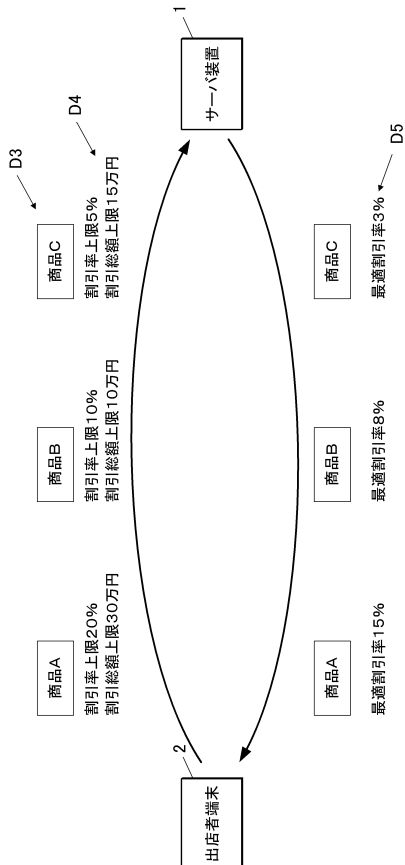 D3
D4
商品A
割引率上限20%
割引総額上限30万円
商品B
割引率上限10%
割引総額上限10万円
商品C
割引率上限5%
割引総額上限15万円
2
出店者端末
1
サーバ装置
商品A
最適割引率15%
商品B
最適割引率8%
商品C
最適割引率3%
D5